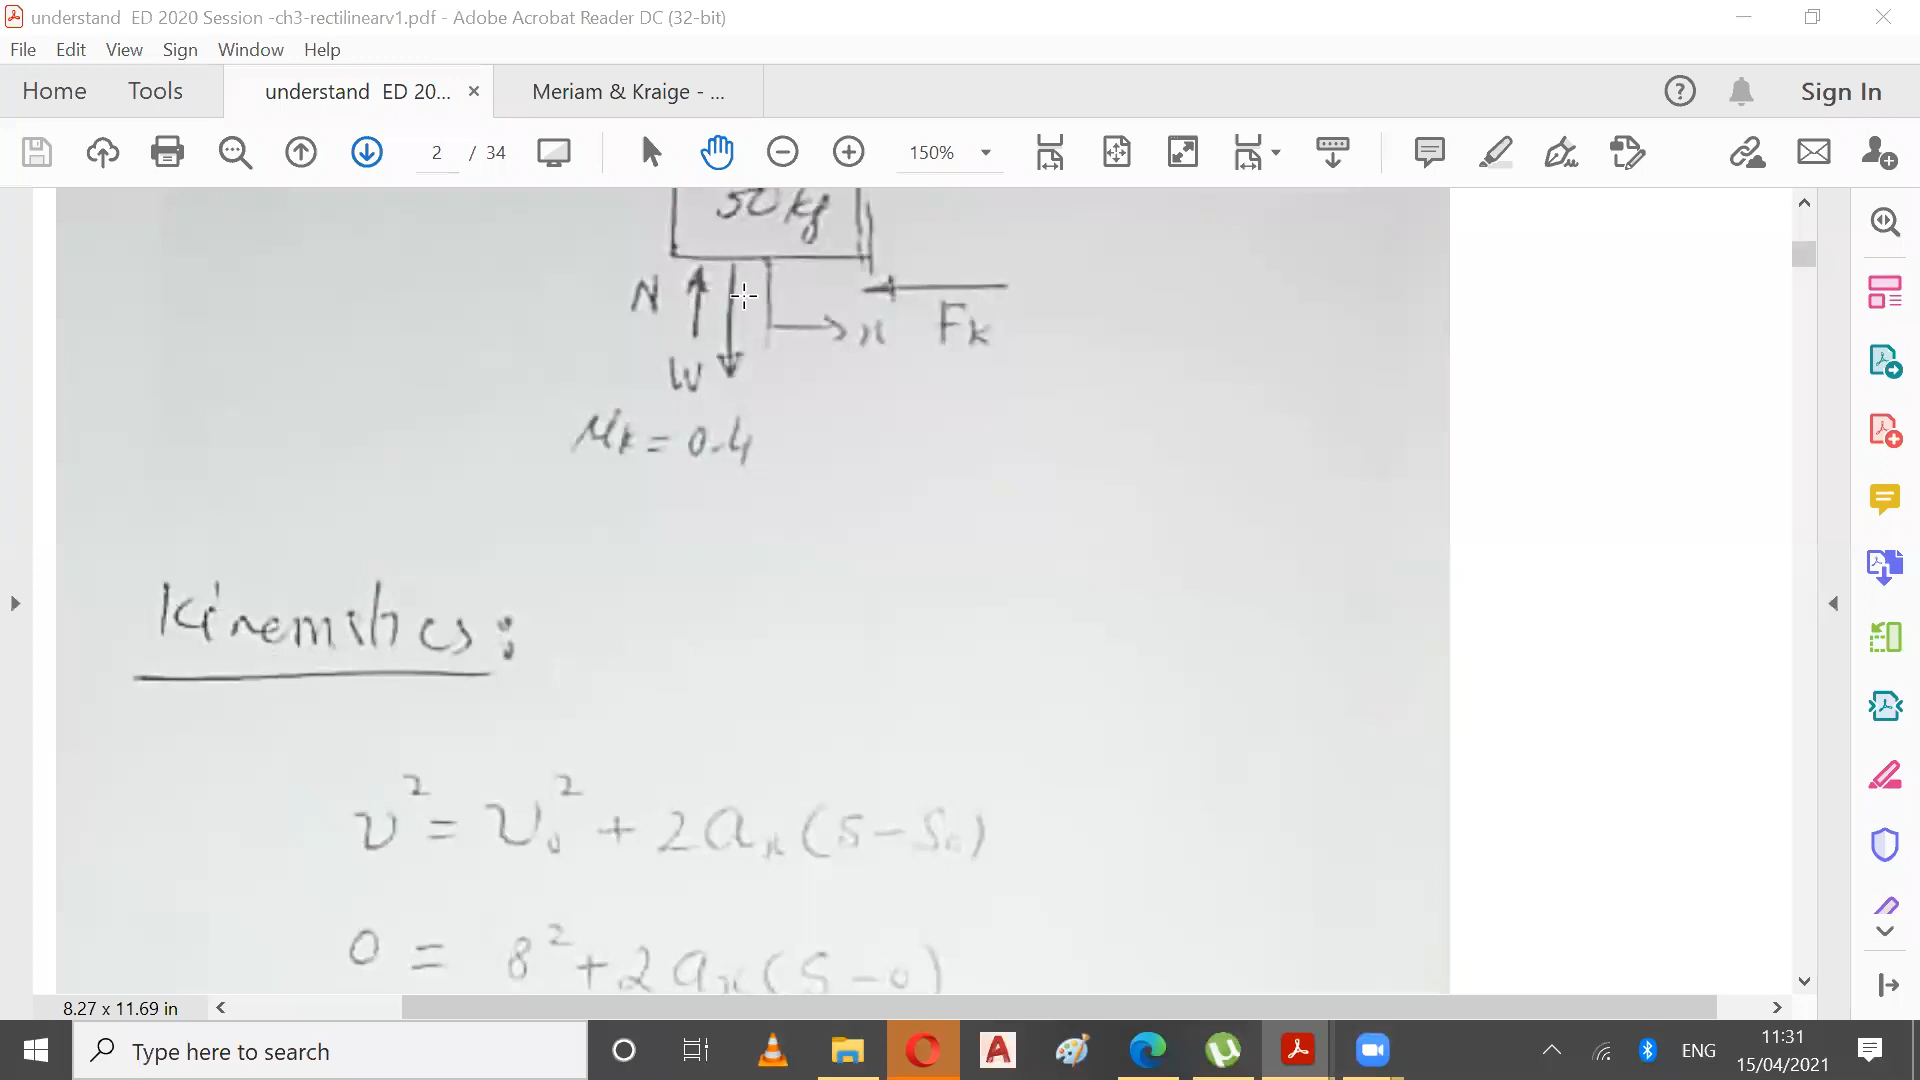 understand ED 2020 Session -ch3-rectilinearv1.pdf - Adobe Acrobat Reader DC (32-bit)
File Edit View Sign Window Help
Home Tools understand ED 20... × Meriam & Kraige - ... Sign In
2 / 34 150%
50 kg
N
x
Fk
W
μk = 0.4
Kinematics:
v² = v₀² + 2aₓ(s - s₀)
0 = 8² + 2aₓ(s - 0)
8.27 x 11.69 in
Type here to search
ENG
11:31
15/04/2021